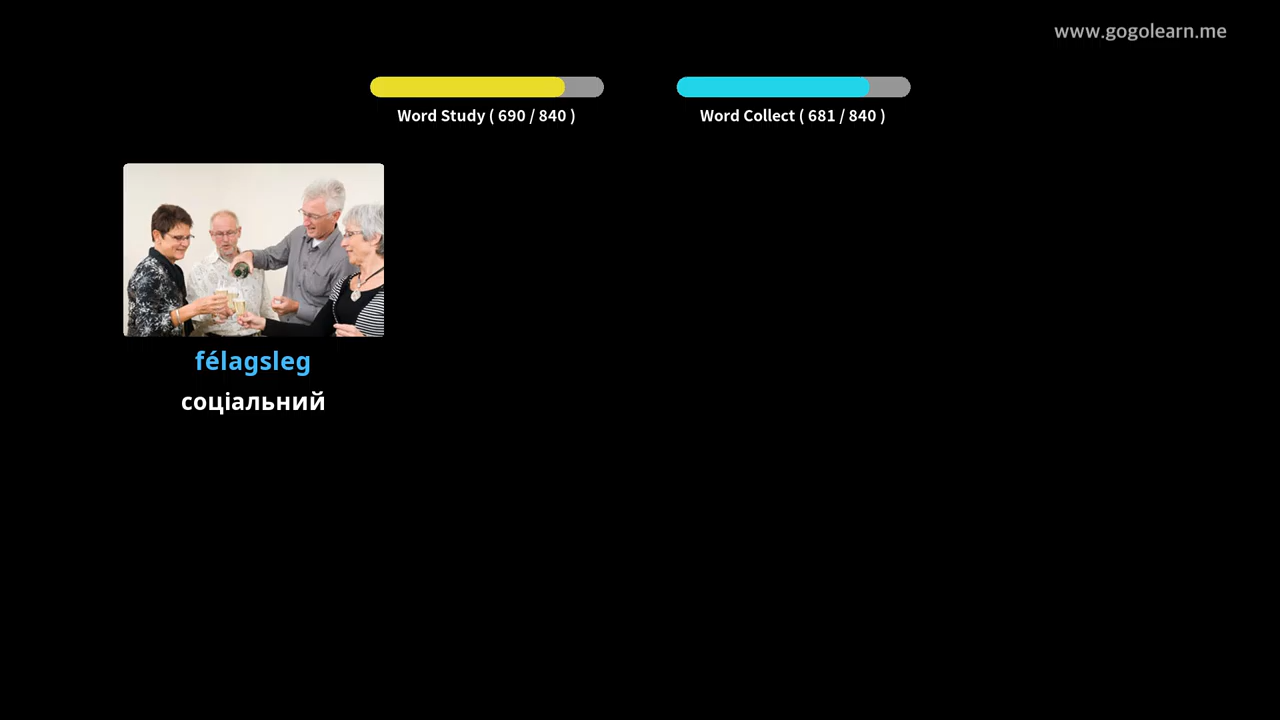 www.gogolearn.me
Word Study ( 690 / 840 )
Word Collect ( 681 / 840 )
félagsleg
соціальний